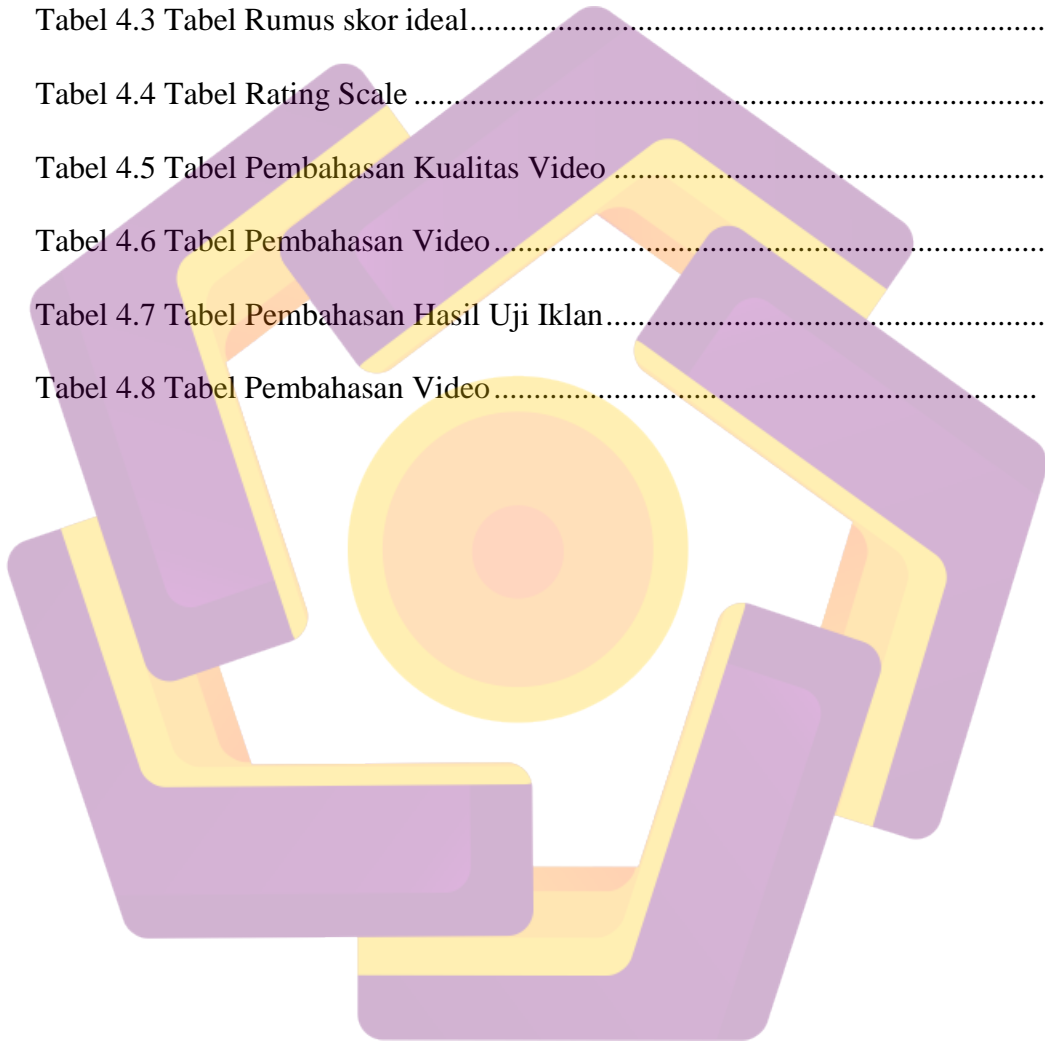 Tabel 4.3 Tabel Rumus skor ideal........................................................................
Tabel 4.4 Tabel Rating Scale ...............................................................................
Tabel 4.5 Tabel Pembahasan Kualitas Video .......................................................
Tabel 4.6 Tabel Pembahasan Video.....................................................................
Tabel 4.7 Tabel Pembahasan Hasil Uji Iklan.......................................................
Tabel 4.8 Tabel Pembahasan Video....................................................................